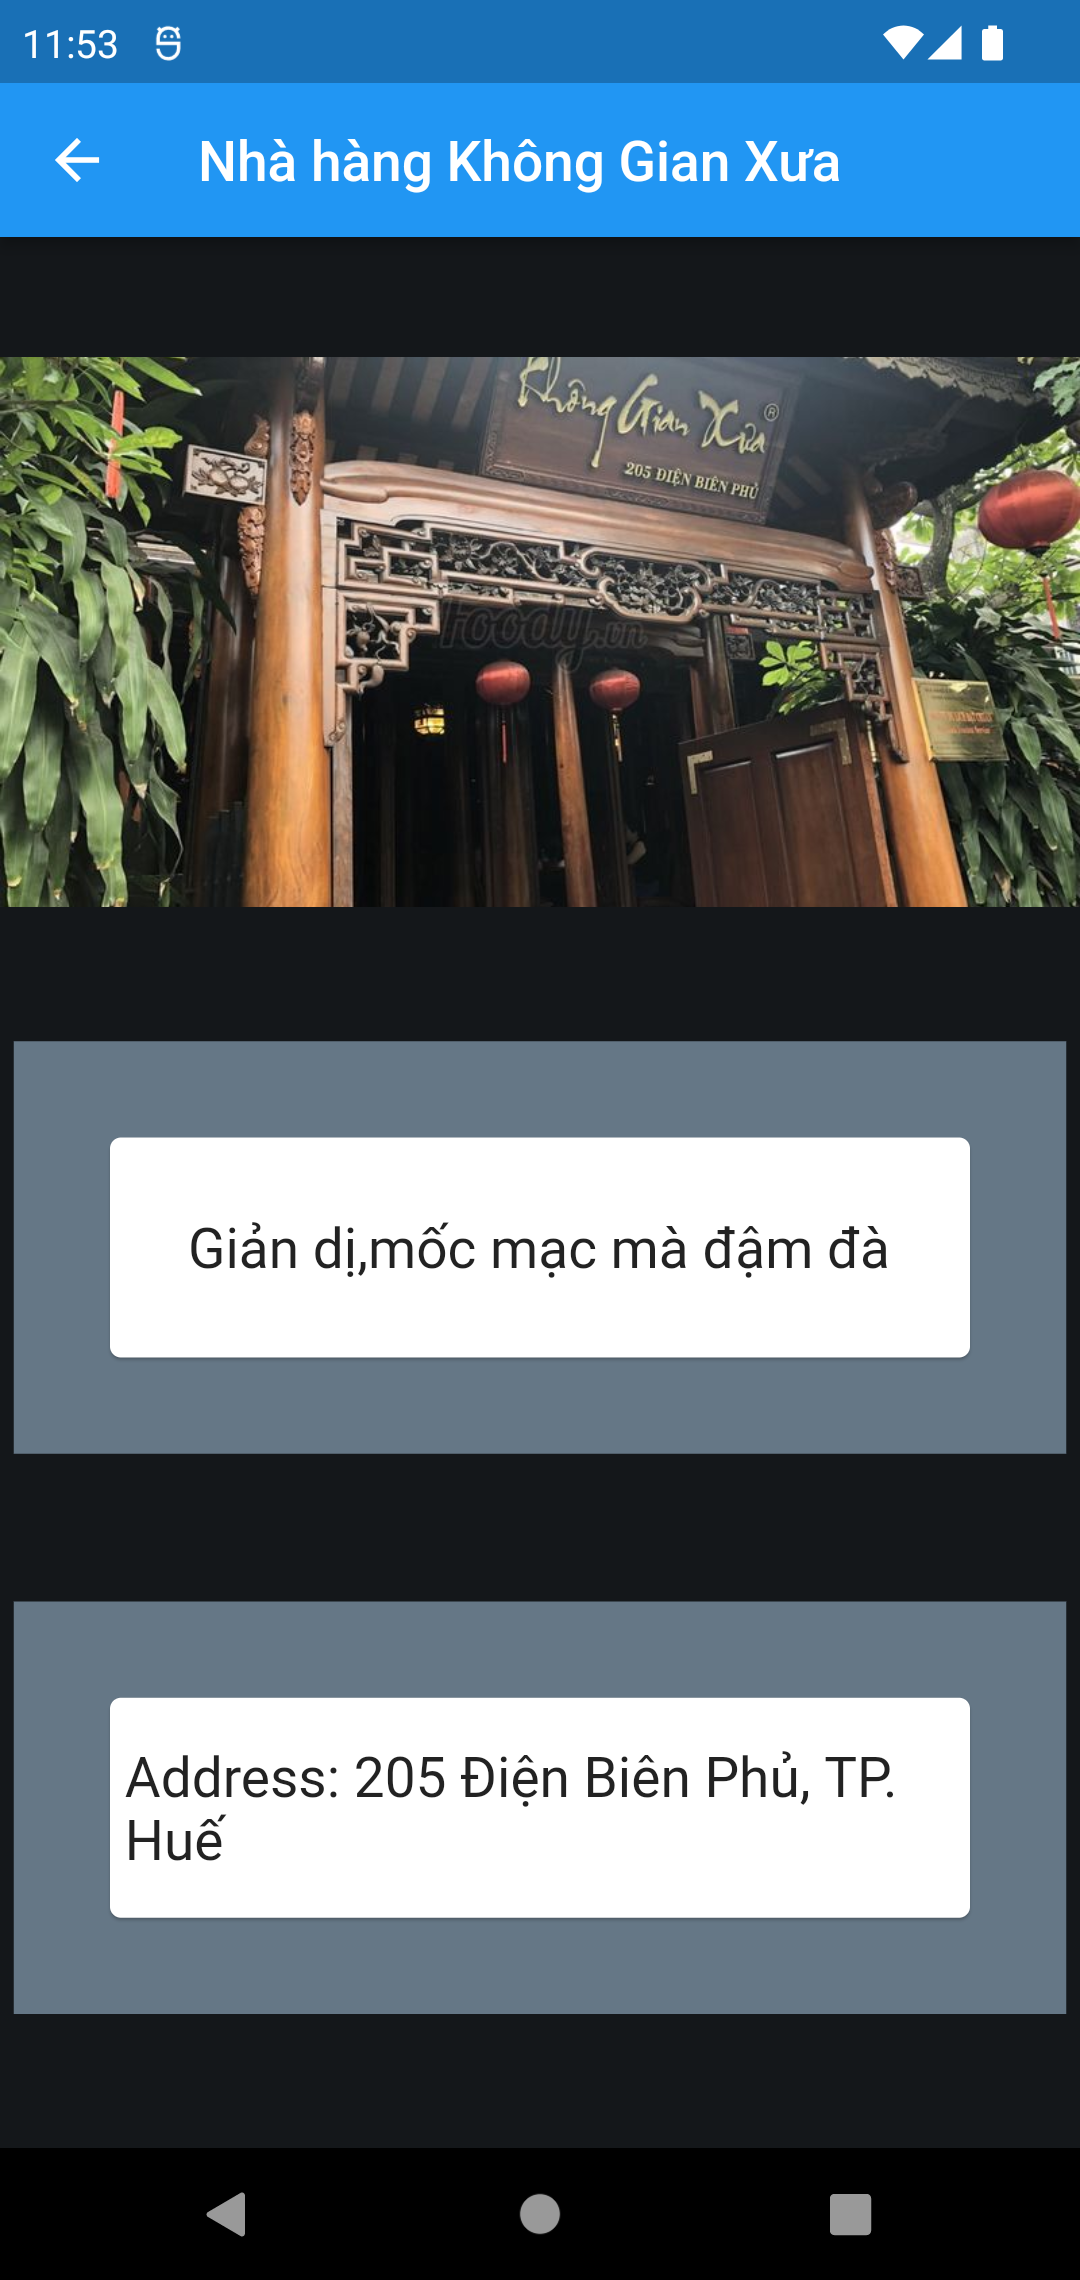 11:53
Nhà hàng Không Gian Xưa
Không Gian Xưa ®
205 ĐIỆN BIÊN PHỦ
Foody.vn
Giản dị,mốc mạc mà đậm đà
Address: 205 Điện Biên Phủ, TP.
Huế